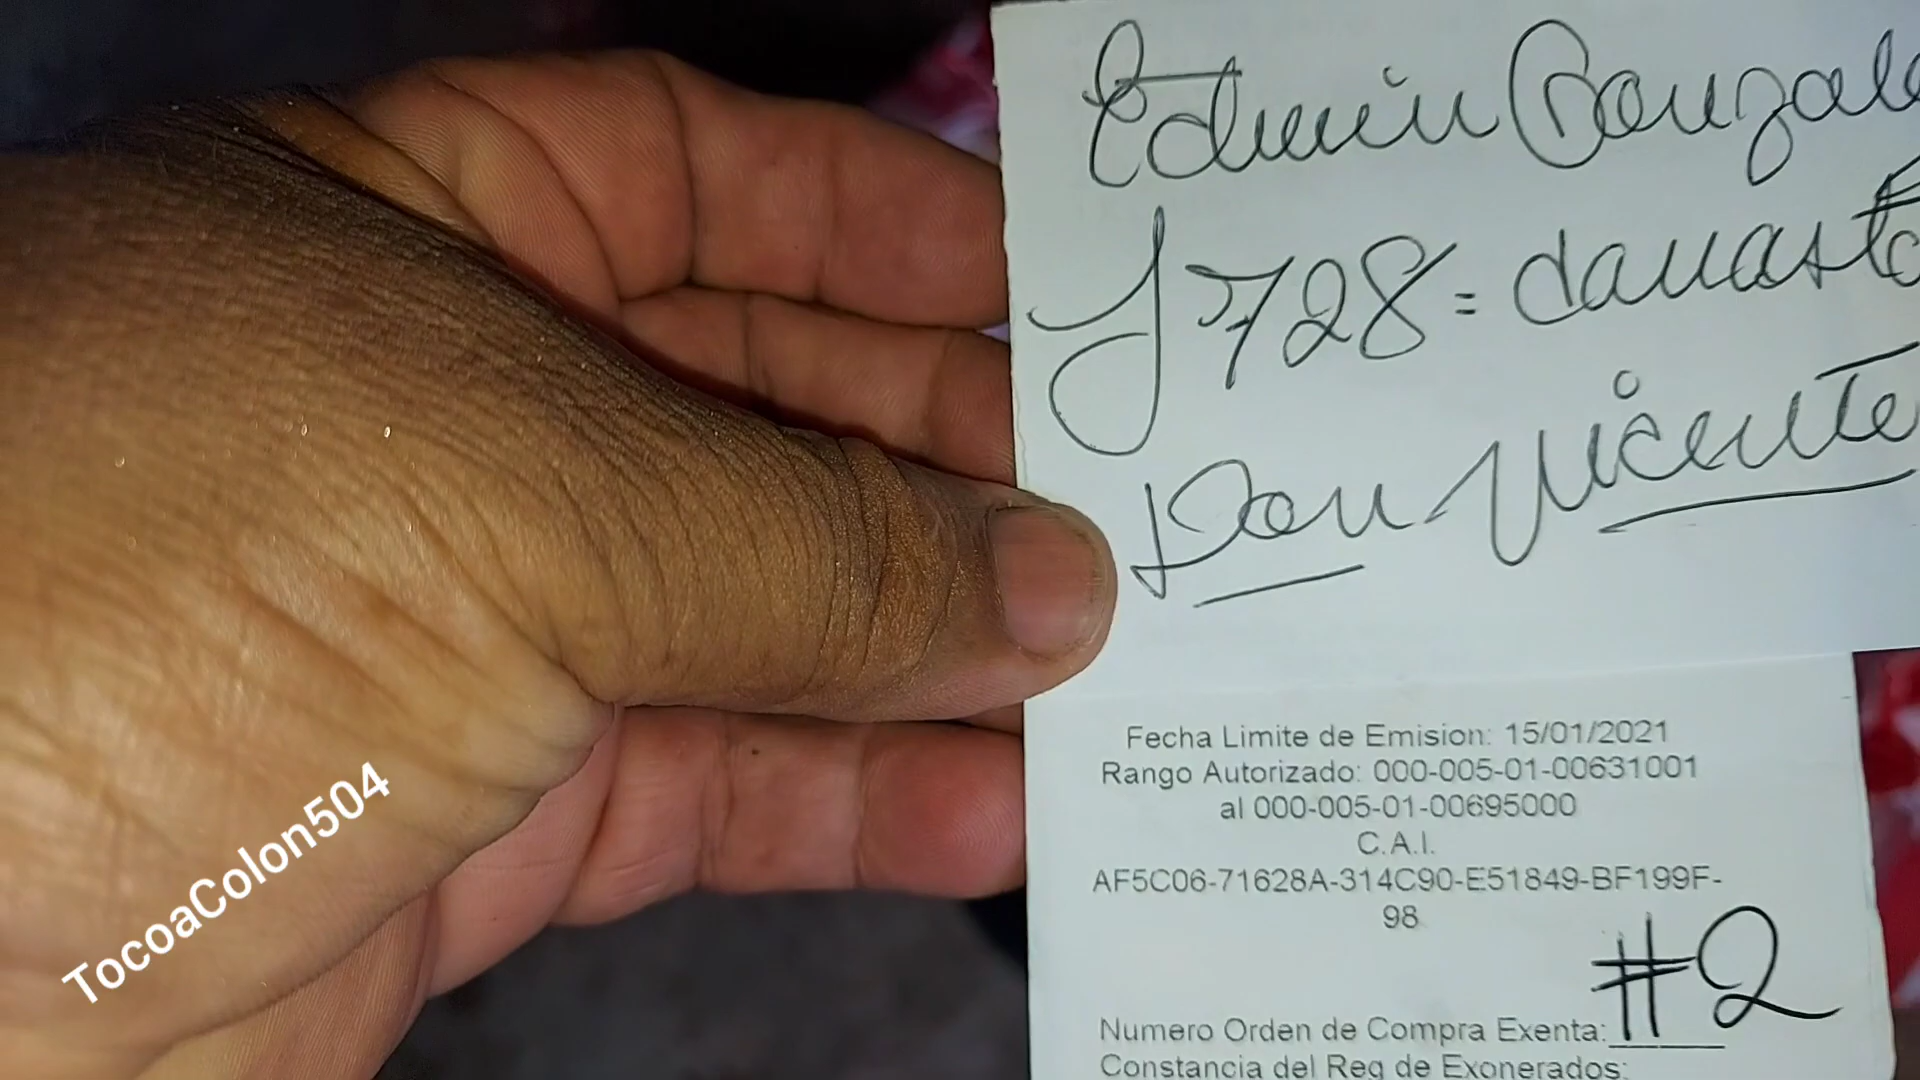 Edwin Gonzale
728 = canasta
Don Vicente
Fecha Limite de Emision: 15/01/2021
Rango Autorizado: 000-005-01-00631001
al 000-005-01-00695000
C.A.I.
AF5C06-71628A-314C90-E51849-BF199F-
98
#2
Numero Orden de Compra Exenta:
Constancia del Reg de Exonerados:
TocoaColon504